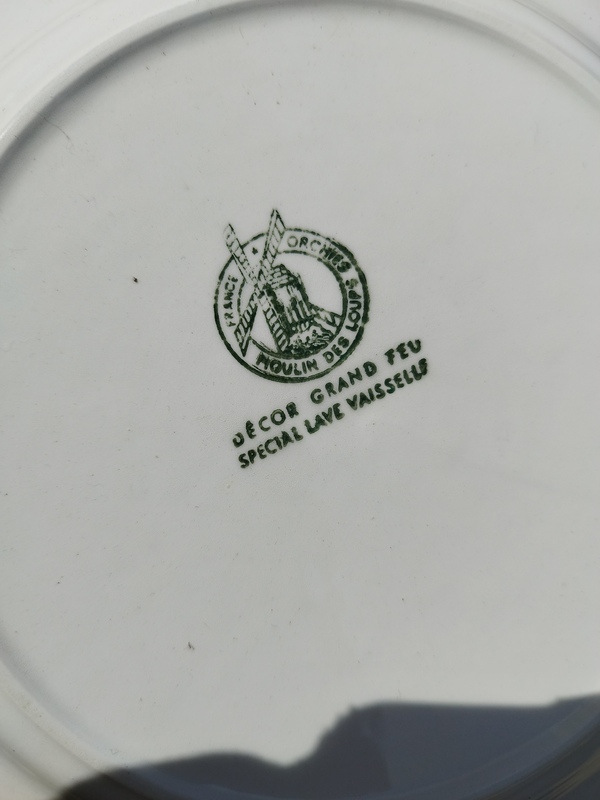 FRANCE
ORCHIES
MOULIN DES LOUPS
DÉCOR GRAND FEU
SPECIAL LAVE VAISSELLE